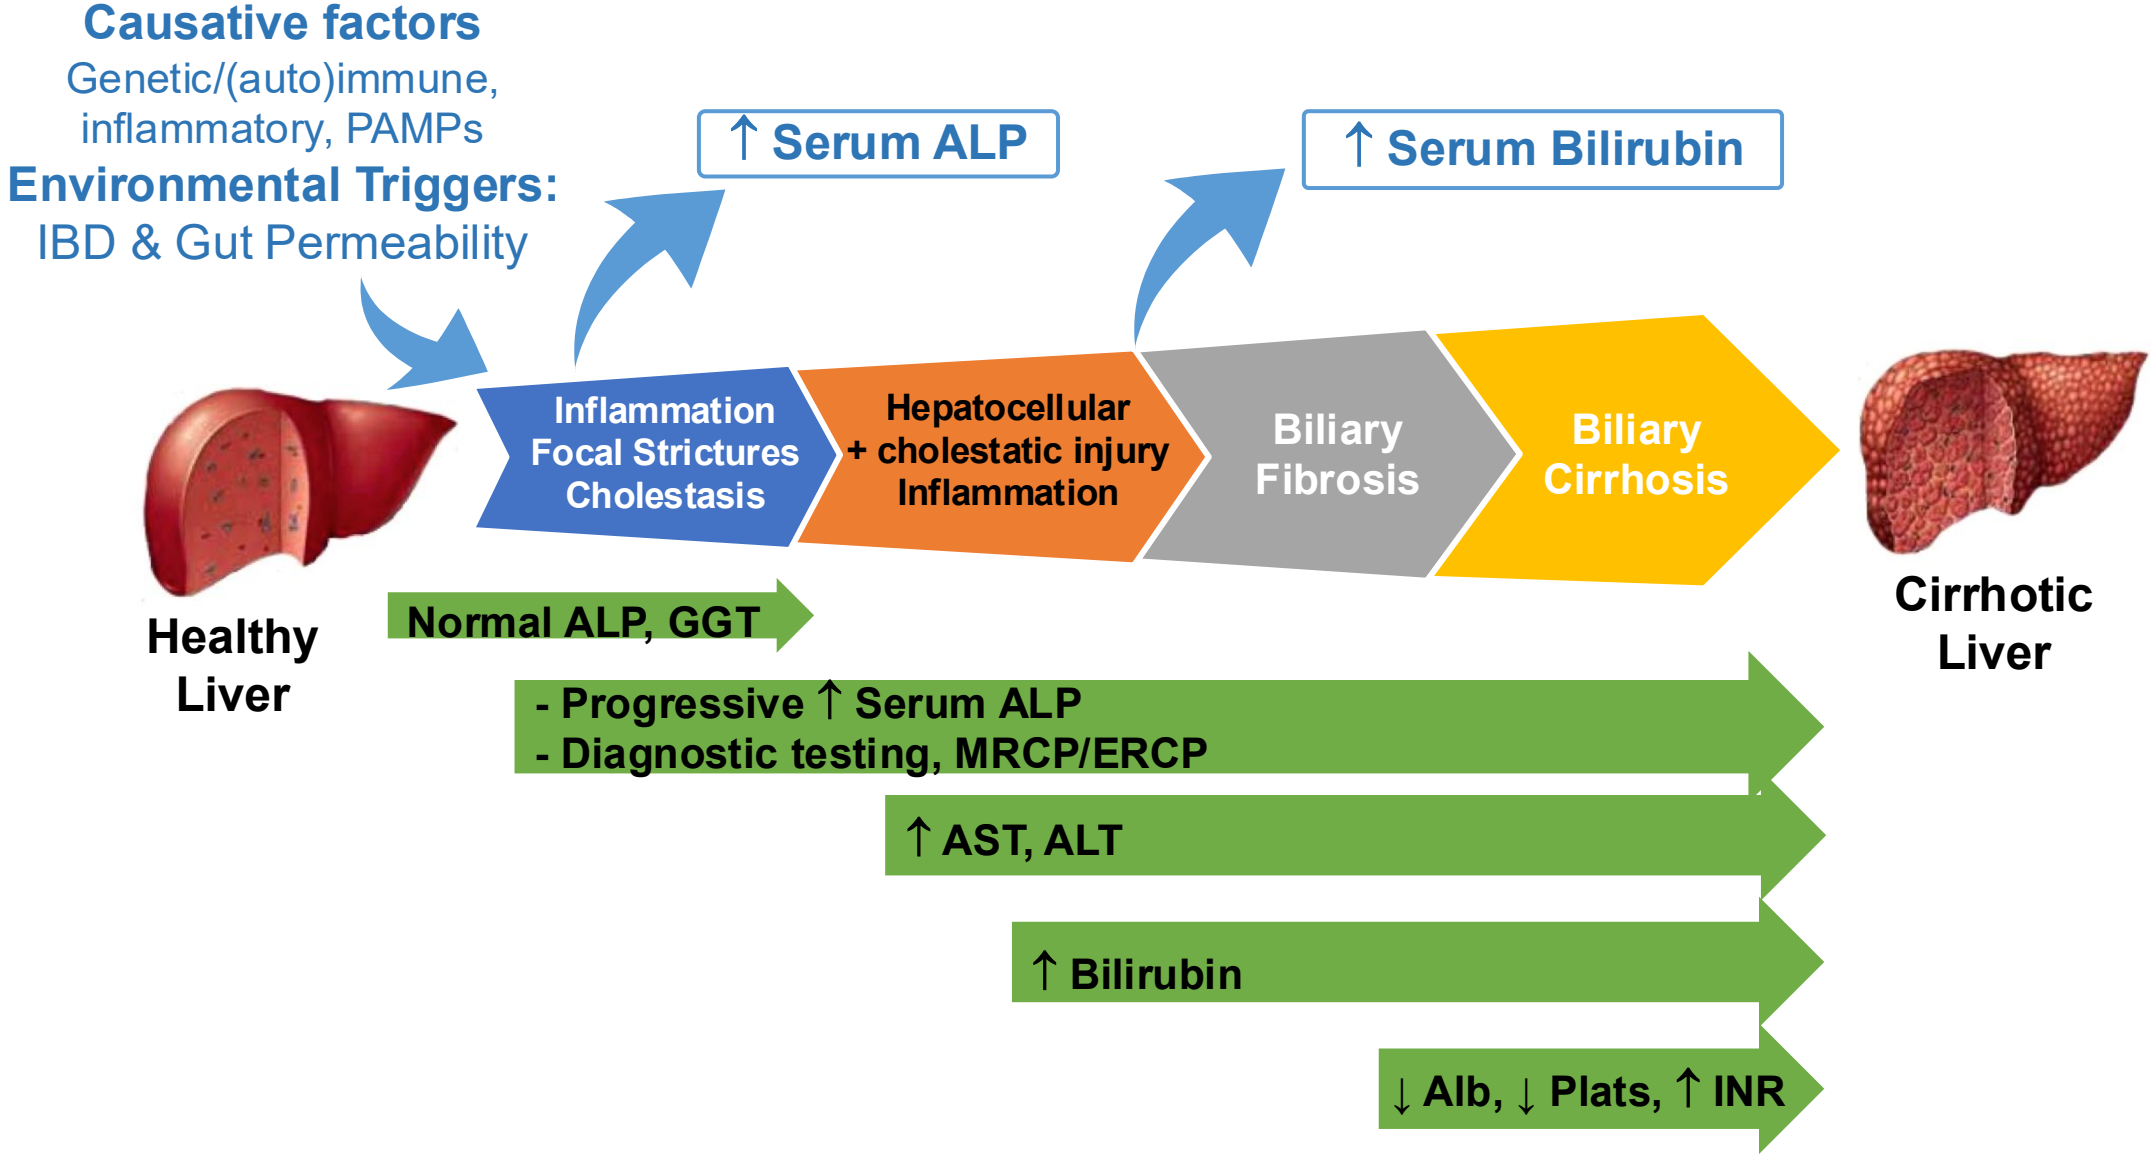 Causative factors
Genetic/(auto)immune,
inflammatory, PAMPs
Environmental Triggers:
IBD & Gut Permeability
↑ Serum ALP
↑ Serum Bilirubin
Inflammation
Focal Strictures
Cholestasis
Hepatocellular
+ cholestatic injury
Inflammation
Biliary
Fibrosis
Biliary
Cirrhosis
Healthy
Liver
Cirrhotic
Liver
Normal ALP, GGT
- Progressive ↑ Serum ALP
- Diagnostic testing, MRCP/ERCP
↑ AST, ALT
↑ Bilirubin
↓ Alb, ↓ Plats, ↑ INR